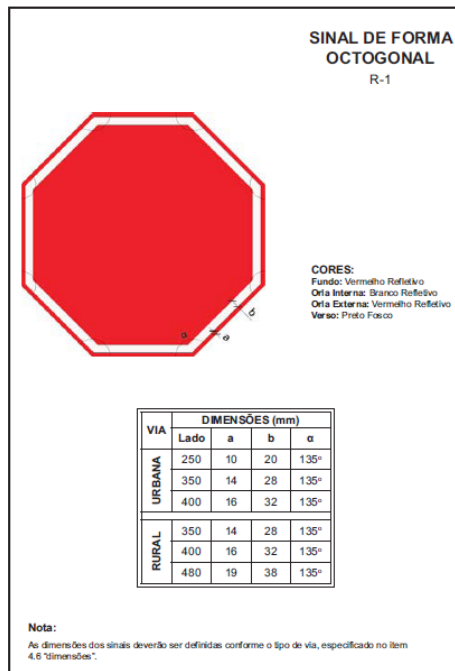 SINAL DE FORMA
OCTOGONAL
R-1
CORES:
Fundo: Vermelho Refletivo
Orla Interna: Branco Refletivo
Orla Externa: Vermelho Refletivo
Verso: Preto Fosco
b
a
α
VIA DIMENSÕES (mm)
Lado a b α
URBANA
250 10 20 135º
350 14 28 135º
400 16 32 135º
RURAL
350 14 28 135º
400 16 32 135º
480 19 38 135º
Nota:
As dimensões dos sinais deverão ser definidas conforme o tipo de via, especificado no item
4.6 "dimensões".